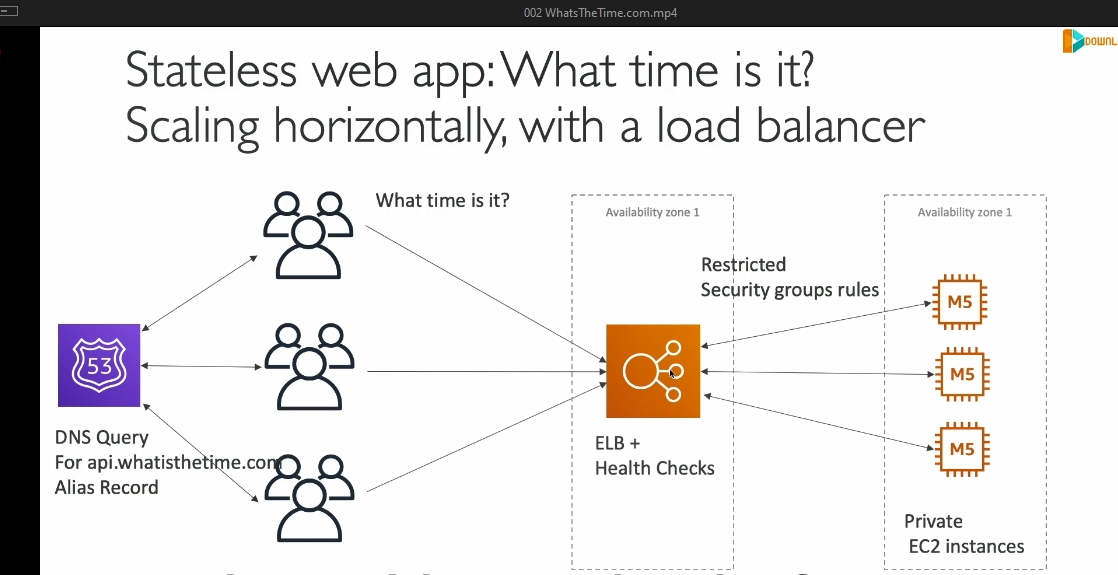 002 WhatsTheTime.com.mp4
DOWNL
Stateless web app: What time is it?
Scaling horizontally, with a load balancer
What time is it?
Availability zone 1
Availability zone 1
Restricted
Security groups rules
M5
53
M5
DNS Query
For api.whatisthetime.com
Alias Record
ELB +
Health Checks
M5
Private
EC2 instances